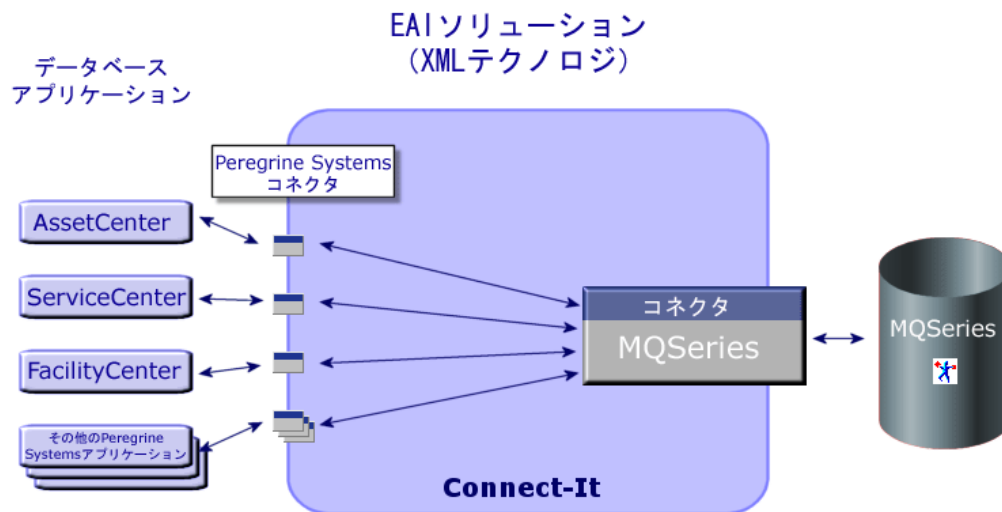 EAIソリューション
（XMLテクノロジ）
データベース
アプリケーション
Peregrine Systems
コネクタ
AssetCenter
ServiceCenter
FacilityCenter
その他のPeregrine
Systemsアプリケーション
コネクタ
MQSeries
MQSeries
Connect-It